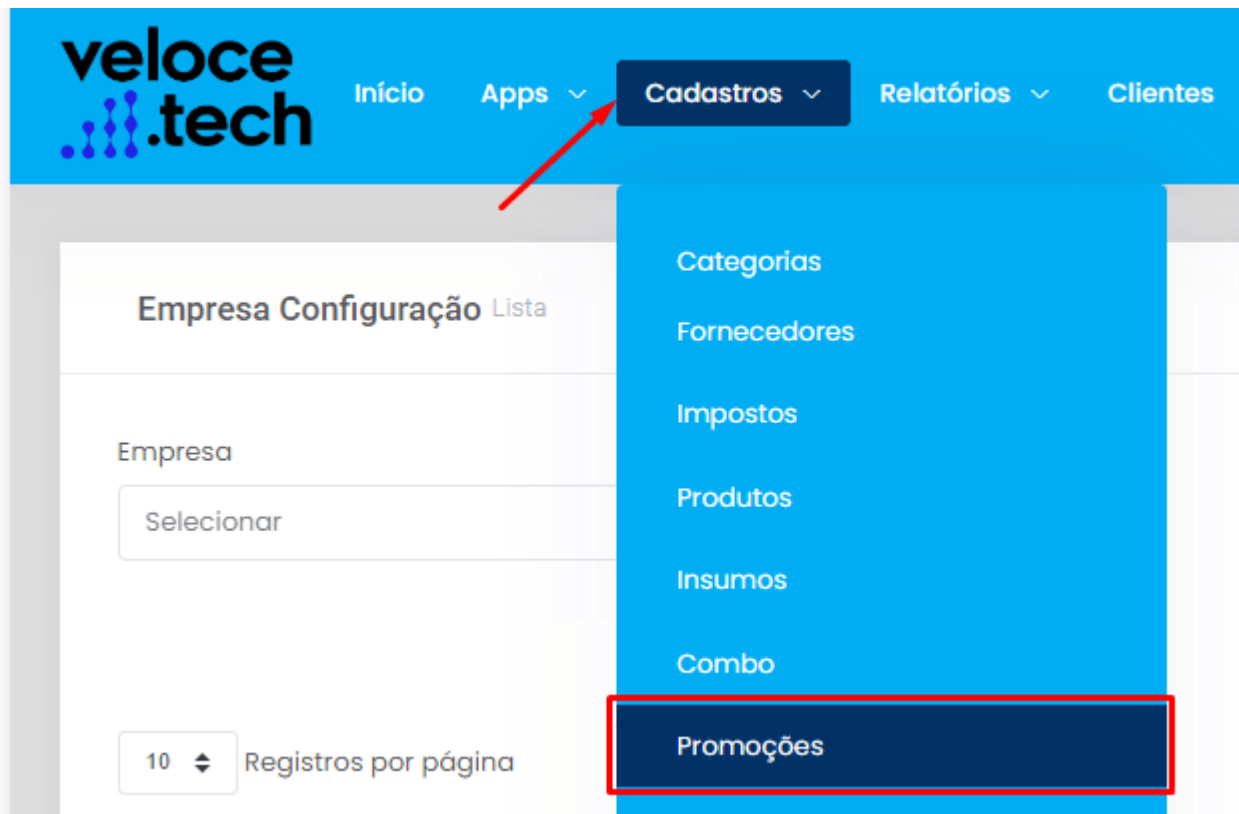 veloce
.tech
Início Apps Cadastros Relatórios Clientes
Categorias
Empresa Configuração Lista
Fornecedores
Impostos
Empresa
Produtos
Selecionar
Insumos
Combo
Promoções
10 Registros por página